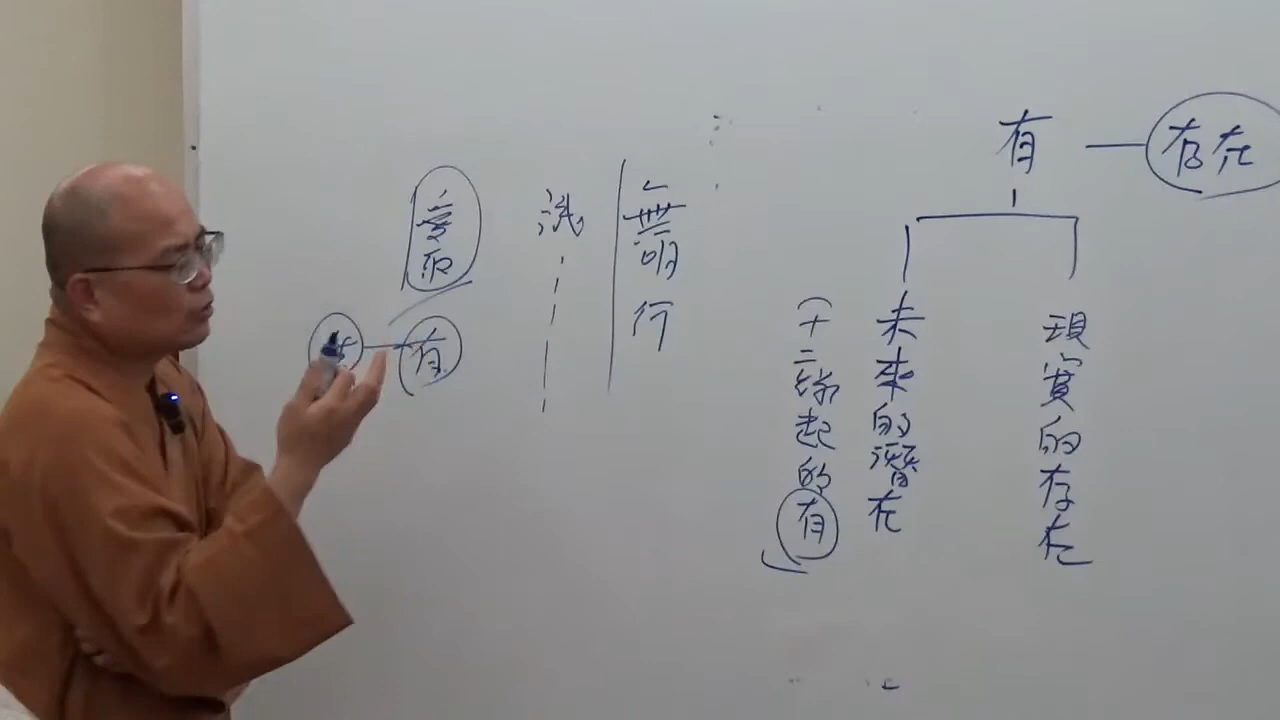 有 — 存在
現實的存在
未來的潛在
(十二緣起的有)
無明行
識
愛取
有